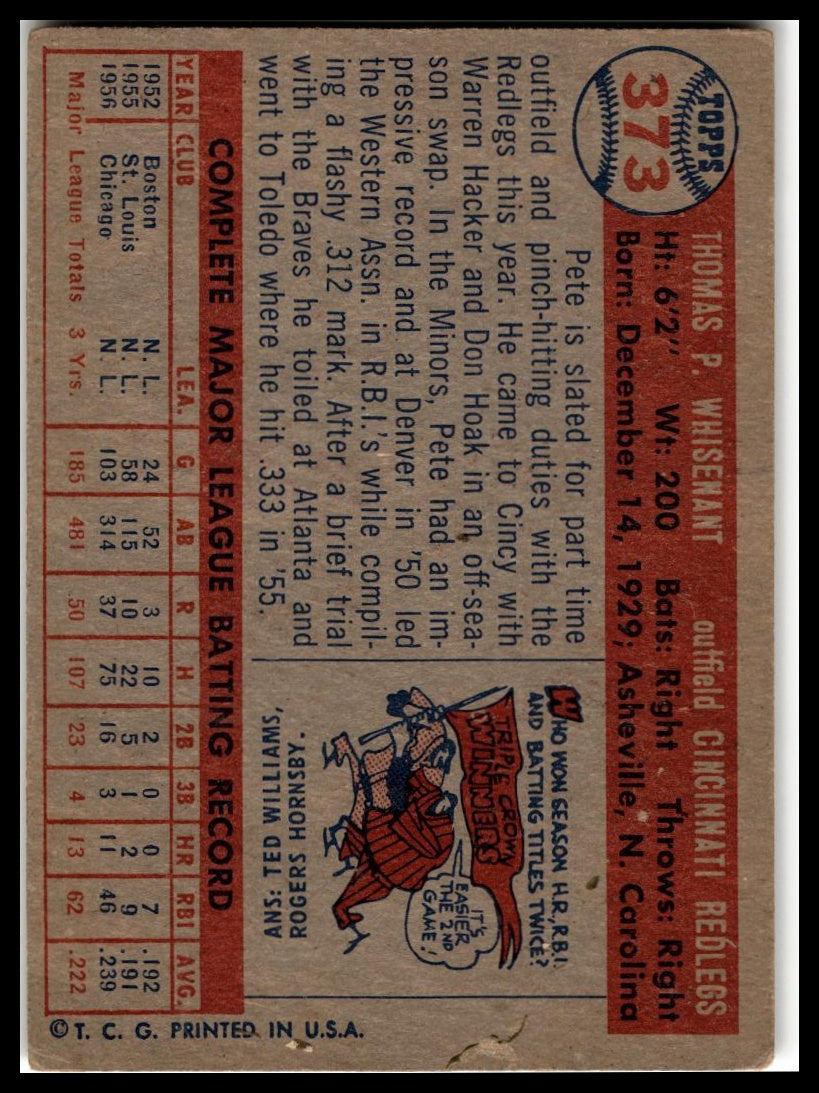 TOPPS
373
THOMAS P. WHISENANT outfield CINCINNATI REDLEGS
Ht: 6'2" Wt: 200 Bats: Right Throws: Right
Born: December 14, 1929; Asheville, N. Carolina
Pete is slated for part time
outfield and pinch-hitting duties with the
Redlegs this year. He came to Cincy with
Warren Hacker and Don Hoak in an off-sea-
son swap. In the Minors, Pete had an im-
pressive record and at Denver in '50 led
the Western Assn. in R.B.I.'s while compil-
ing a flashy .312 mark. After a brief trial
with the Braves he toiled at Atlanta and
went to Toledo where he hit .333 in '55.
WHO WON SEASON H.R., R.B.I.
AND BATTING TITLES TWICE?
TRIPLE CROWN
WINNERS
IT'S
EASIER
THE 2ND
GAME!
ANS: TED WILLIAMS,
ROGERS HORNSBY.
COMPLETE MAJOR LEAGUE BATTING RECORD
YEAR CLUB LEA. G AB R H 2B 3B HR RBI AVG.
1952 Boston N. L. 24 52 3 10 2 0 0 7 .192
1955 St. Louis N. L. 58 115 10 22 5 1 2 9 .191
1956 Chicago N. L. 103 314 37 75 16 3 11 46 .239
Major League Totals 3 Yrs. 185 481 50 107 23 4 13 62 .222
© T. C. G. PRINTED IN U.S.A.